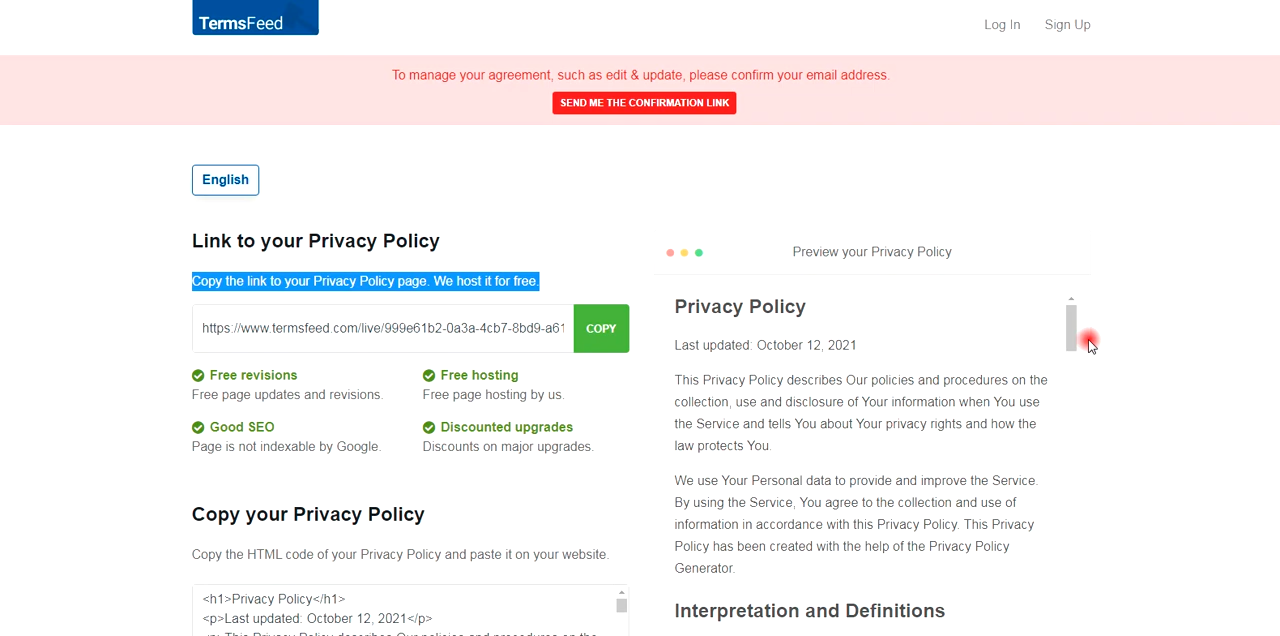 TermsFeed
Log In
Sign Up
To manage your agreement, such as edit & update, please confirm your email address.
SEND ME THE CONFIRMATION LINK
English
Link to your Privacy Policy
Copy the link to your Privacy Policy page. We host it for free.
https://www.termsfeed.com/live/999e61b2-0a3a-4cb7-8bd9-a61
COPY
Free revisions
Free page updates and revisions.
Free hosting
Free page hosting by us.
Good SEO
Page is not indexable by Google.
Discounted upgrades
Discounts on major upgrades.
Copy your Privacy Policy
Copy the HTML code of your Privacy Policy and paste it on your website.
<h1>Privacy Policy</h1>
<p>Last updated: October 12, 2021</p>
<p>This Privacy Policy describes Our policies and procedures on the
Preview your Privacy Policy
Privacy Policy
Last updated: October 12, 2021
This Privacy Policy describes Our policies and procedures on the
collection, use and disclosure of Your information when You use
the Service and tells You about Your privacy rights and how the
law protects You.
We use Your Personal data to provide and improve the Service.
By using the Service, You agree to the collection and use of
information in accordance with this Privacy Policy. This Privacy
Policy has been created with the help of the Privacy Policy
Generator.
Interpretation and Definitions